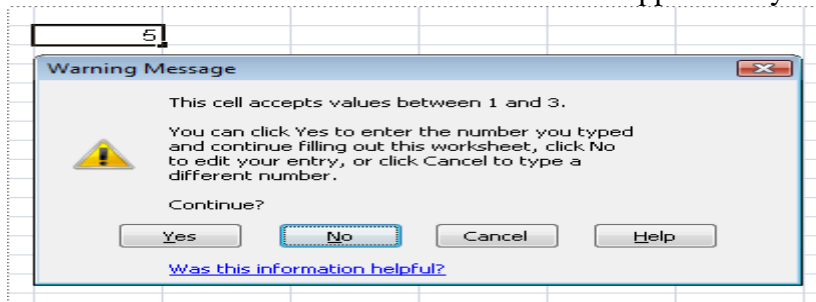 5
Warning Message
This cell accepts values between 1 and 3.
You can click Yes to enter the number you typed
and continue filling out this worksheet, click No
to edit your entry, or click Cancel to type a
different number.
Continue?
Yes No Cancel Help
Was this information helpful?